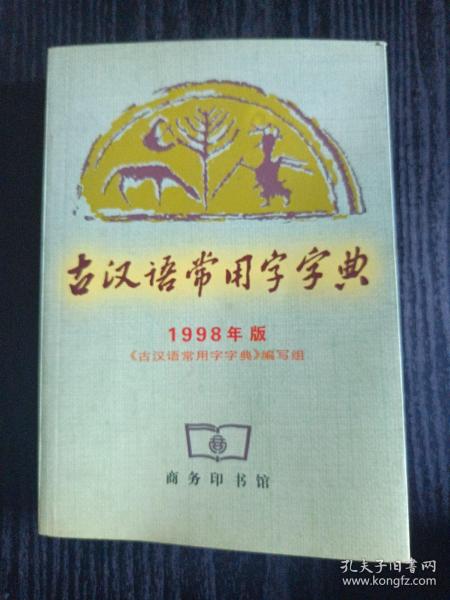 古汉语常用字字典
1998年版
《古汉语常用字字典》编写组
商务印书馆
孔夫子旧书网
www.kongfz.com